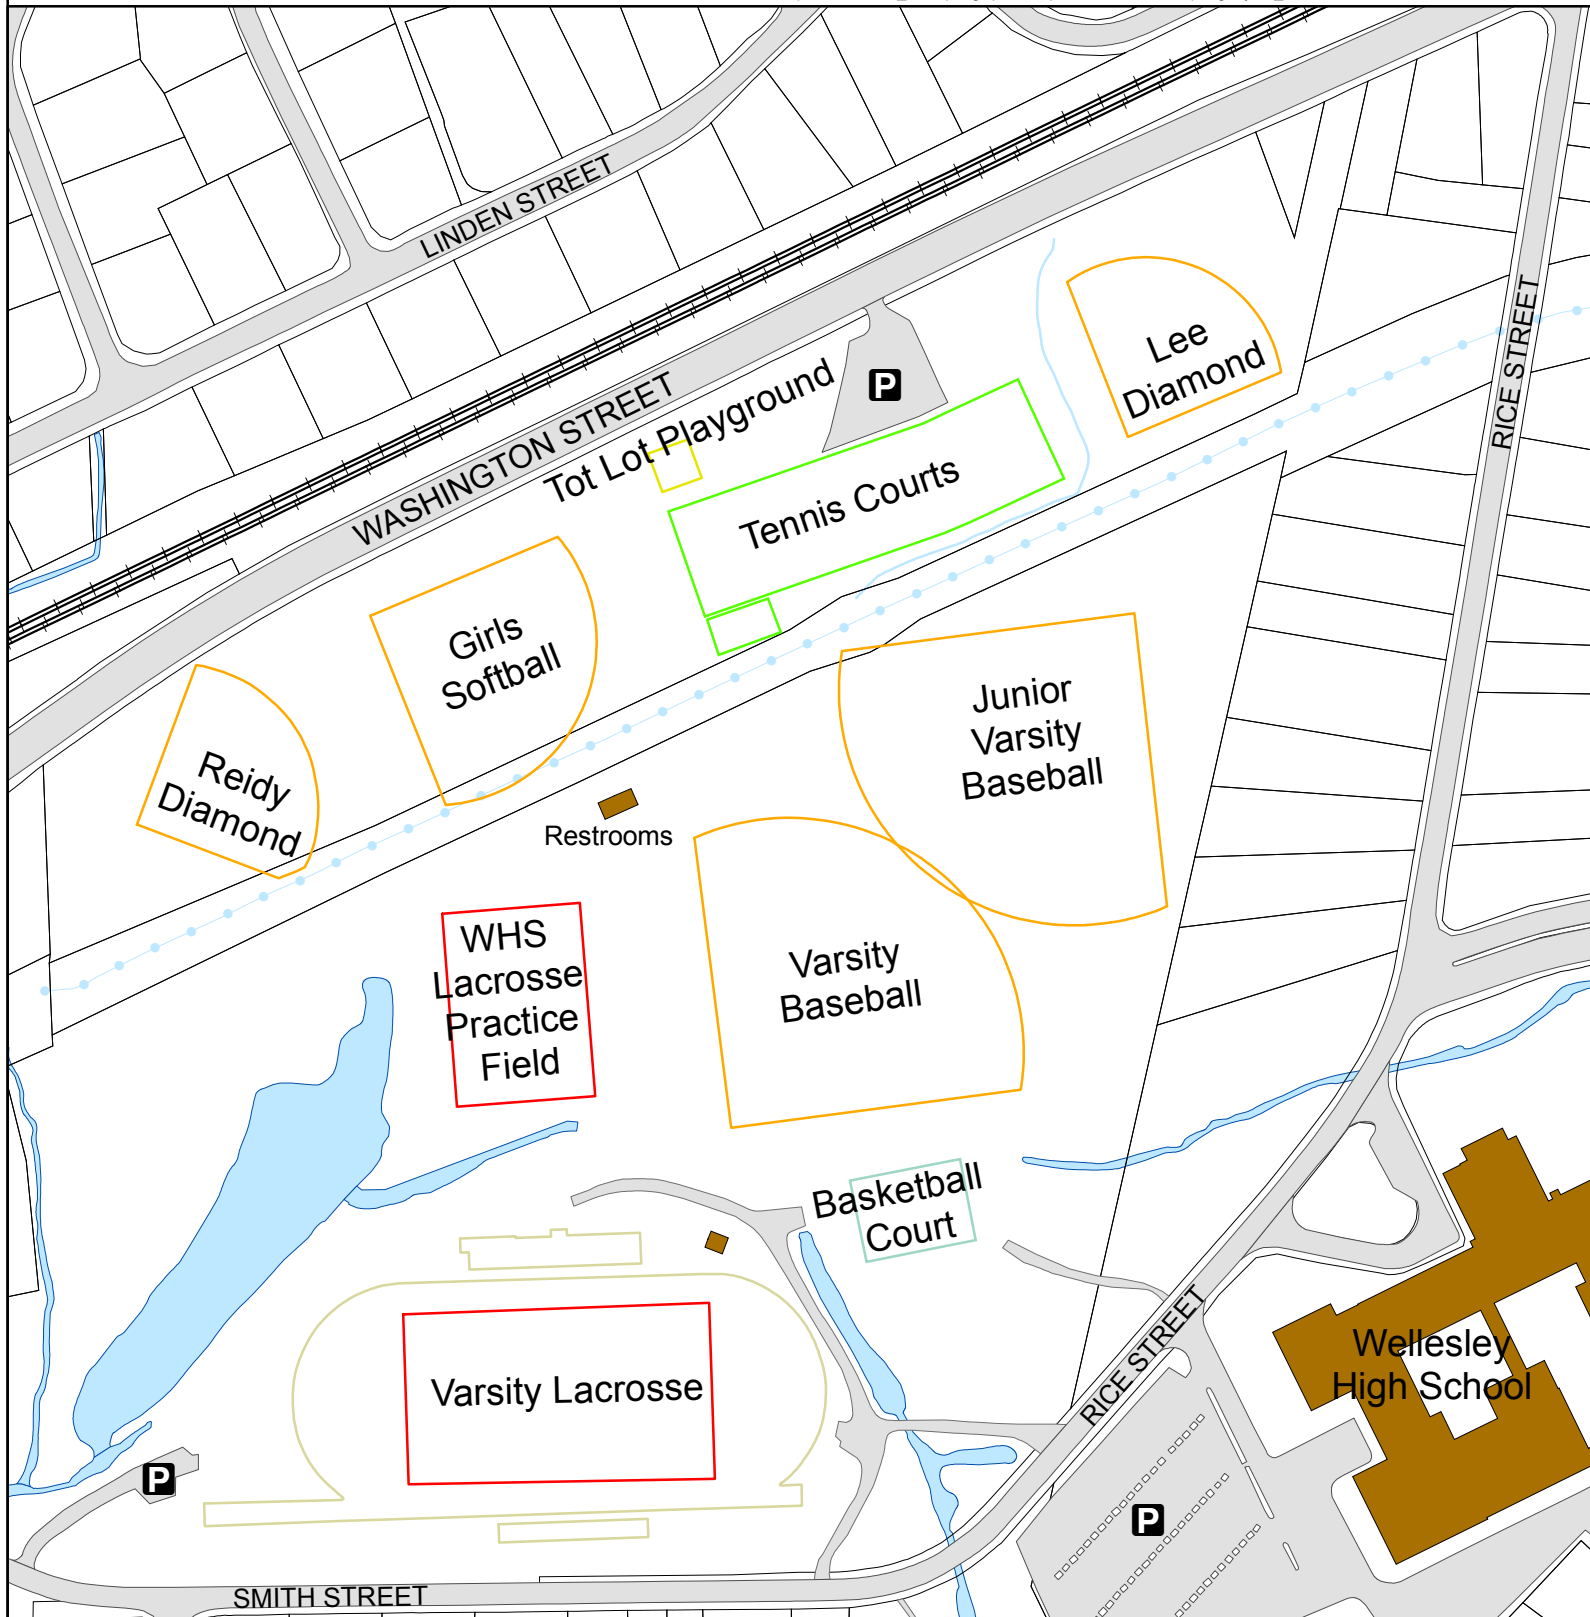 LINDEN STREET
WASHINGTON STREET
RICE STREET
Lee
Diamond
P
Tot Lot Playground
Tennis Courts
Girls
Softball
Reidy
Diamond
Junior
Varsity
Baseball
Restrooms
WHS
Lacrosse
Practice
Field
Varsity
Baseball
Basketball
Court
Varsity Lacrosse
RICE STREET
Wellesley
High School
P
P
SMITH STREET